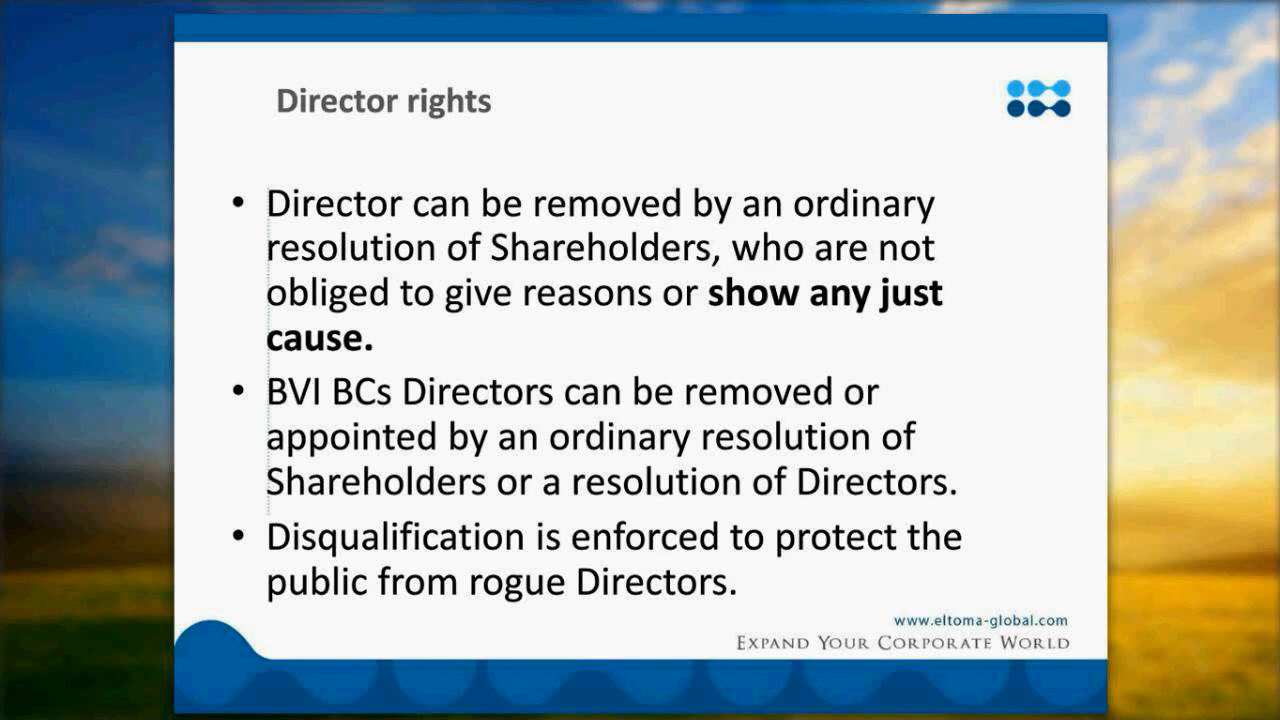 Director rights
• Director can be removed by an ordinary
resolution of Shareholders, who are not
obliged to give reasons or show any just
cause.
• BVI BCs Directors can be removed or
appointed by an ordinary resolution of
Shareholders or a resolution of Directors.
• Disqualification is enforced to protect the
public from rogue Directors.
www.eltoma-global.com
Expand Your Corporate World